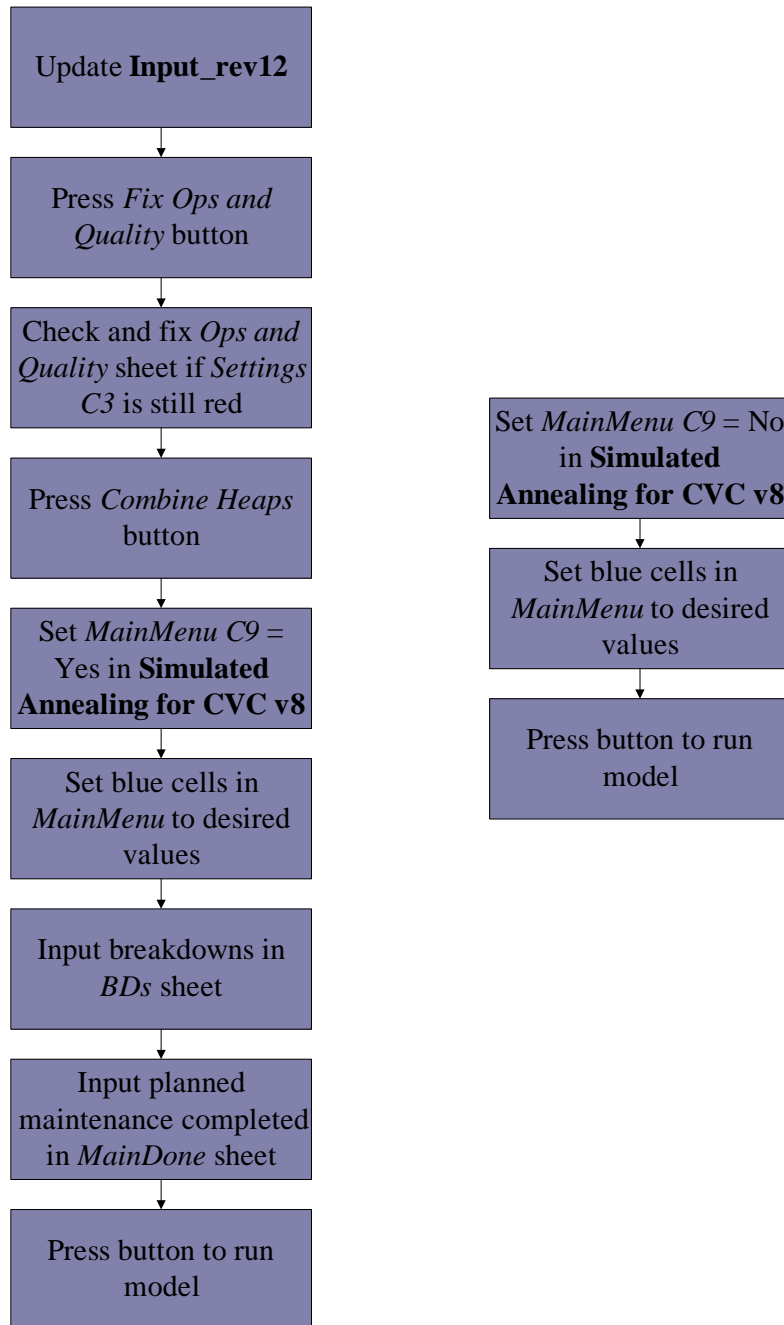 Update Input_rev12
Press Fix Ops and
Quality button
Check and fix Ops and
Quality sheet if Settings
C3 is still red
Press Combine Heaps
button
Set MainMenu C9 =
Yes in Simulated
Annealing for CVC v8
Set blue cells in
MainMenu to desired
values
Input breakdowns in
BDs sheet
Input planned
maintenance completed
in MainDone sheet
Press button to run
model
Set MainMenu C9 = No
in Simulated
Annealing for CVC v8
Set blue cells in
MainMenu to desired
values
Press button to run
model